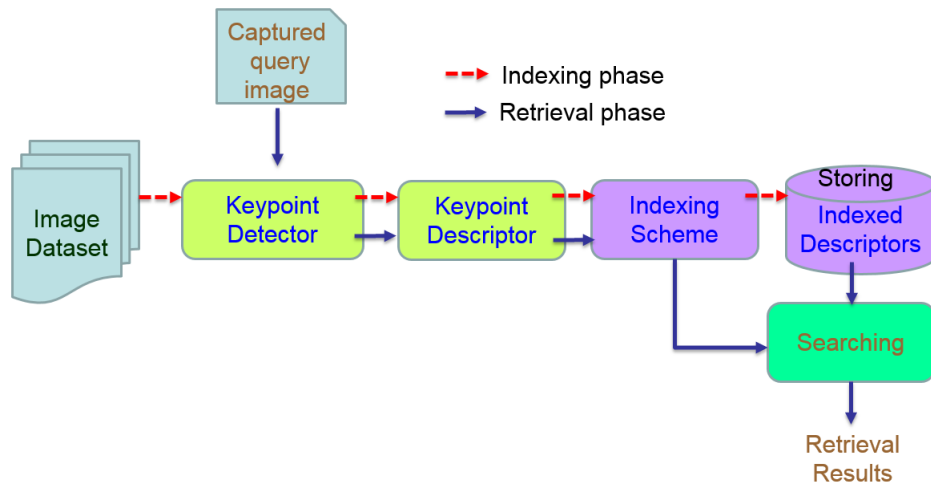 Captured
query
image
Indexing phase
Retrieval phase
Image
Dataset
Keypoint
Detector
Keypoint
Descriptor
Indexing
Scheme
Storing
Indexed
Descriptors
Searching
Retrieval
Results